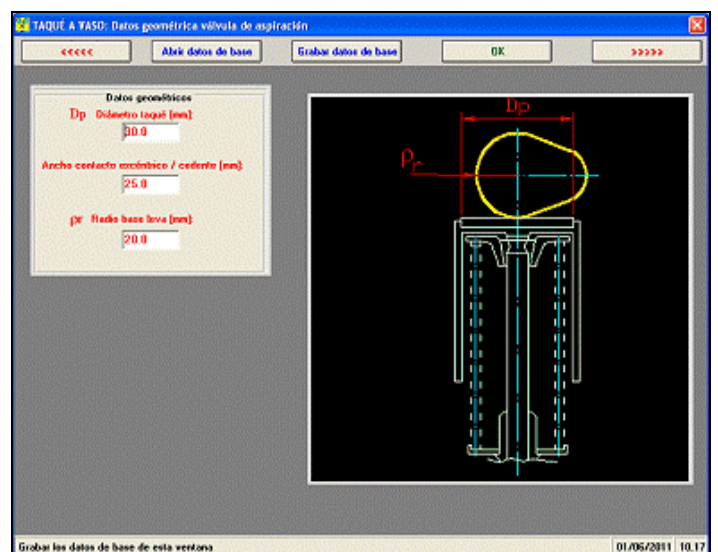 TAQUÉ A VASO: Datos geométrica válvula de aspiración
<<<<< Abrir datos de base Grabar datos de base OK >>>>>
Datos geométricos
Dp Diámetro taqué [mm]:
30.0
Ancho contacto excéntrico / cedente [mm]:
25.0
ρr Radio base leva [mm]:
20.0
Dp
ρr
Grabar los datos de base de esta ventana 01/06/2011 10.17